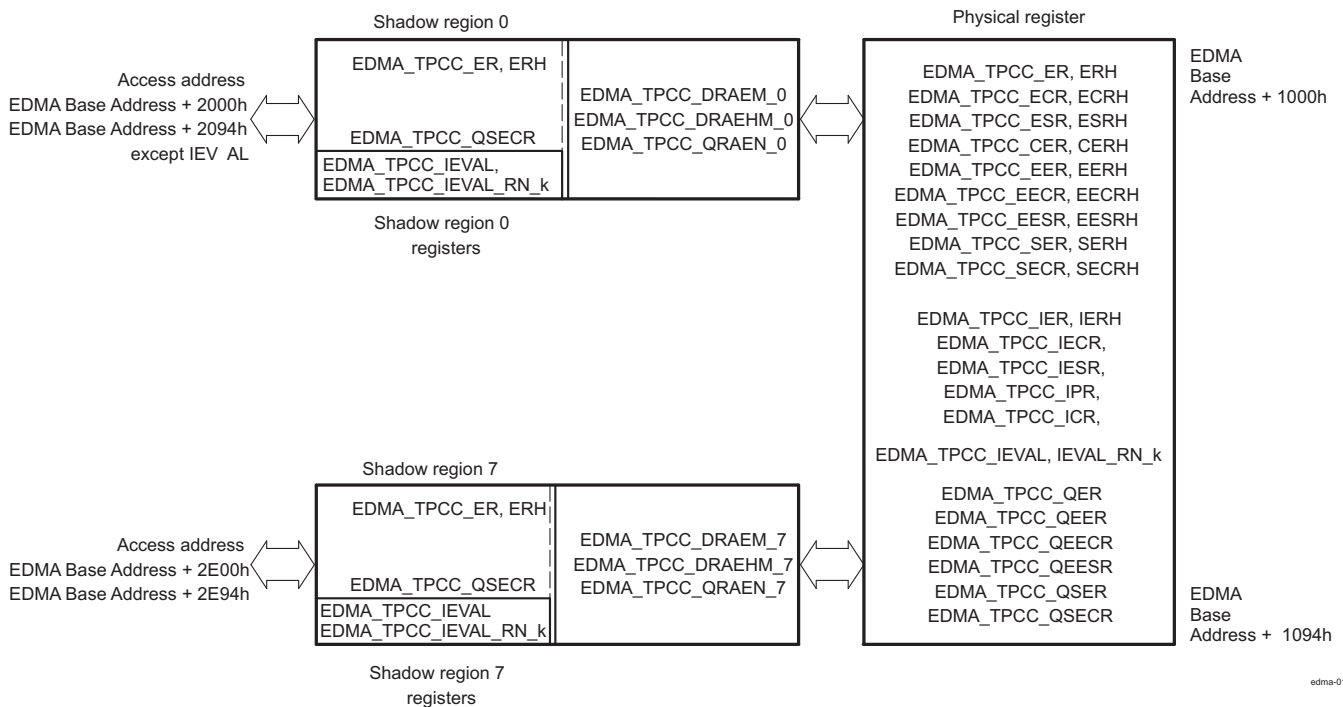 Shadow region 0
Access address
EDMA Base Address + 2000h
EDMA Base Address + 2094h
except IEV AL
EDMA_TPCC_ER, ERH
EDMA_TPCC_QSECR
EDMA_TPCC_IEVAL,
EDMA_TPCC_IEVAL_RN_k
EDMA_TPCC_DRAEM_0
EDMA_TPCC_DRAEHM_0
EDMA_TPCC_QRAEN_0
Shadow region 0
registers
Shadow region 7
Access address
EDMA Base Address + 2E00h
EDMA Base Address + 2E94h
EDMA_TPCC_ER, ERH
EDMA_TPCC_QSECR
EDMA_TPCC_IEVAL
EDMA_TPCC_IEVAL_RN_k
EDMA_TPCC_DRAEM_7
EDMA_TPCC_DRAEHM_7
EDMA_TPCC_QRAEN_7
Shadow region 7
registers
Physical register
EDMA_TPCC_ER, ERH
EDMA_TPCC_ECR, ECRH
EDMA_TPCC_ESR, ESRH
EDMA_TPCC_CER, CERH
EDMA_TPCC_EER, EERH
EDMA_TPCC_EECR, EECRH
EDMA_TPCC_EESR, EESRH
EDMA_TPCC_SER, SERH
EDMA_TPCC_SECR, SECRH
EDMA_TPCC_IER, IERH
EDMA_TPCC_IECR,
EDMA_TPCC_IESR,
EDMA_TPCC_IPR,
EDMA_TPCC_ICR,
EDMA_TPCC_IEVAL, IEVAL_RN_k
EDMA_TPCC_QER
EDMA_TPCC_QEER
EDMA_TPCC_QEECR
EDMA_TPCC_QEESR
EDMA_TPCC_QSER
EDMA_TPCC_QSECR
EDMA
Base
Address + 1000h
EDMA
Base
Address + 1094h